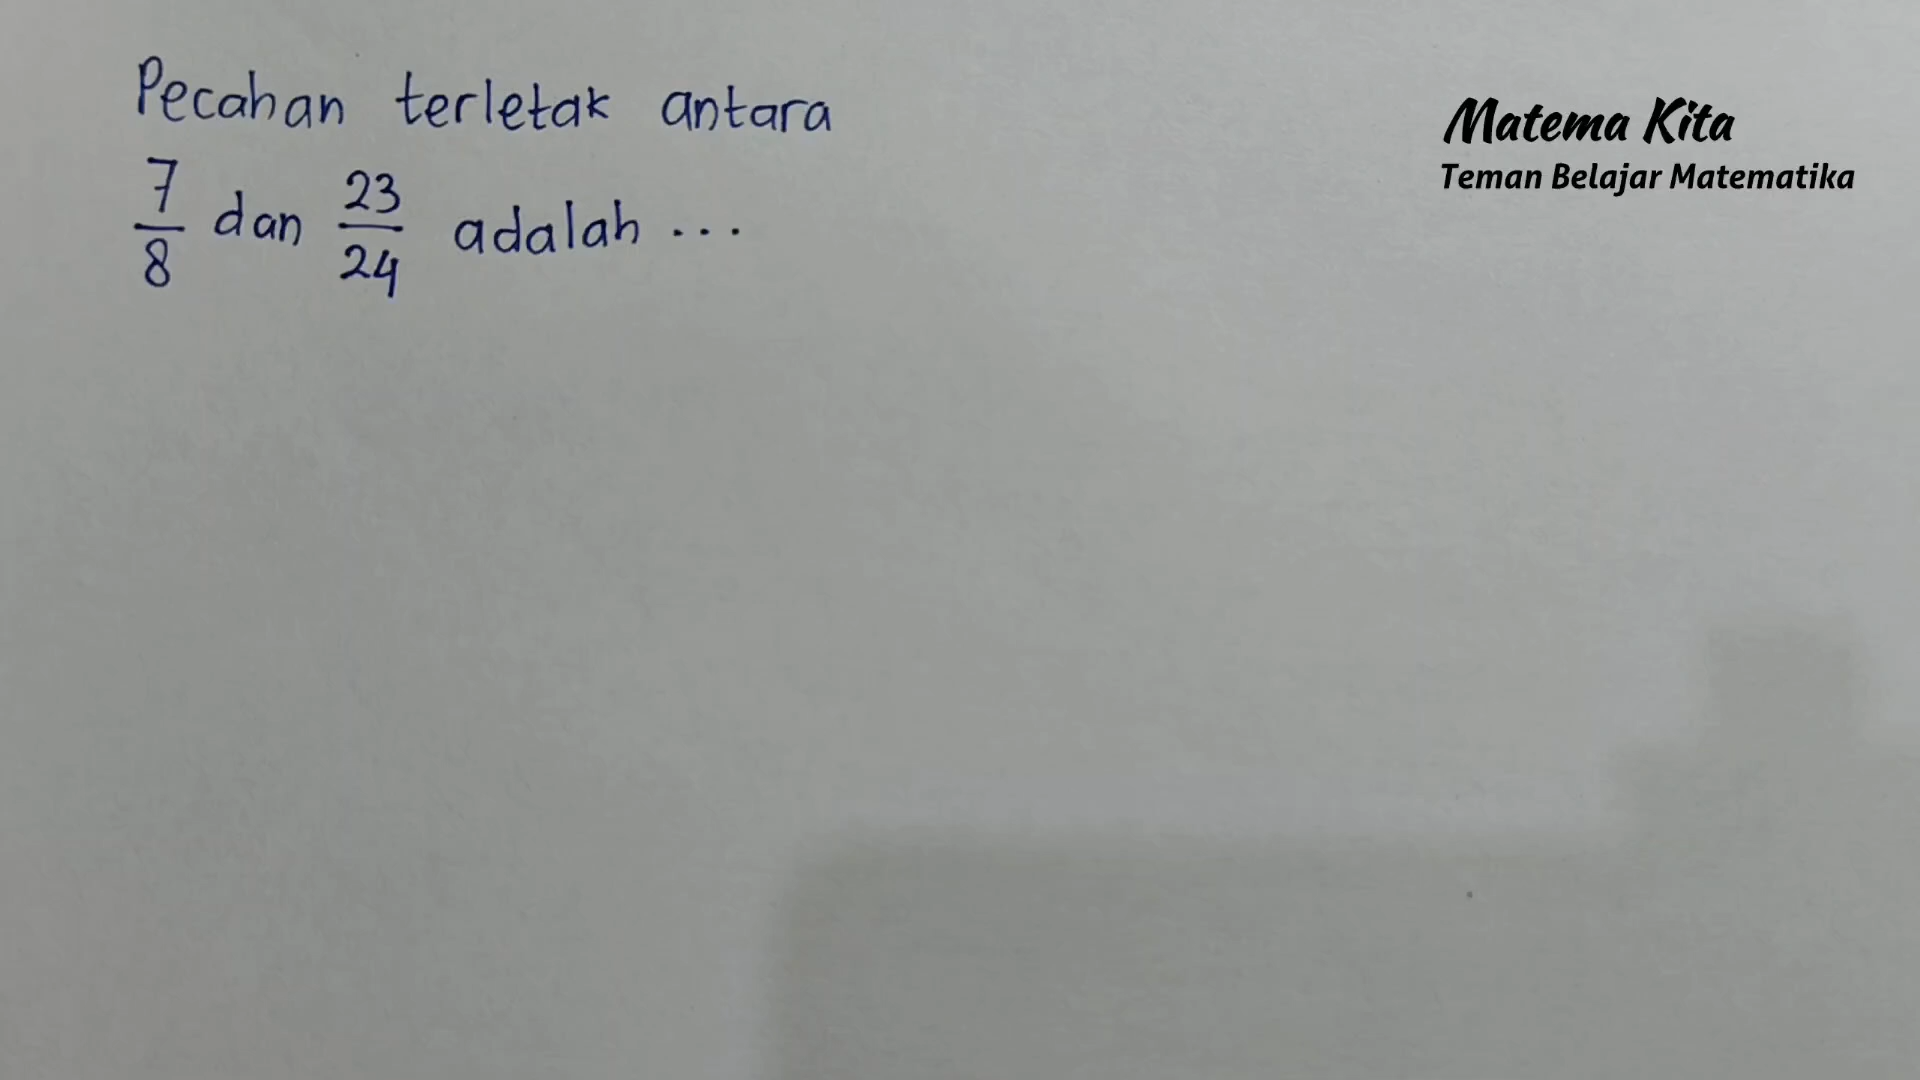 Pecahan terletak antara
7/8 dan 23/24 adalah ...
Matema Kita
Teman Belajar Matematika